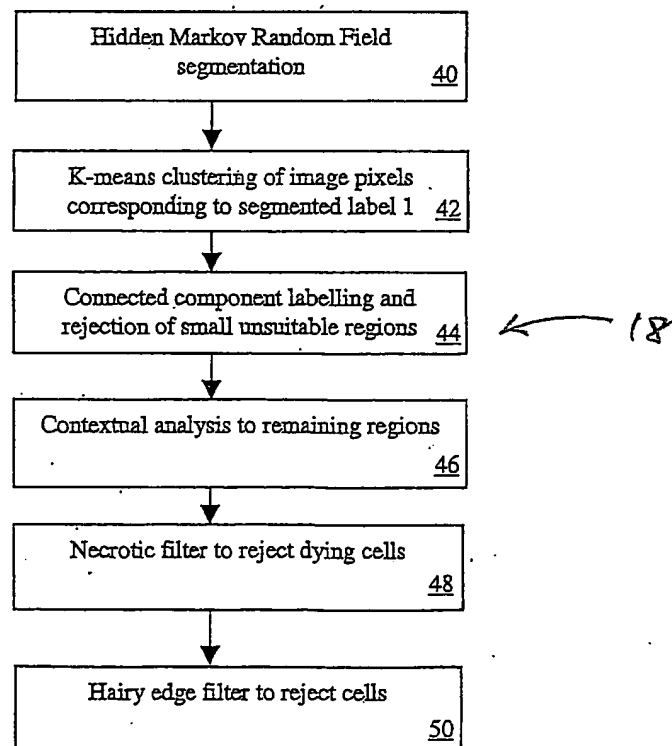 Hidden Markov Random Field
segmentation
40
K-means clustering of image pixels
corresponding to segmented label 1
42
Connected component labelling and
rejection of small unsuitable regions
44
18
Contextual analysis to remaining regions
46
Necrotic filter to reject dying cells
48
Hairy edge filter to reject cells
50